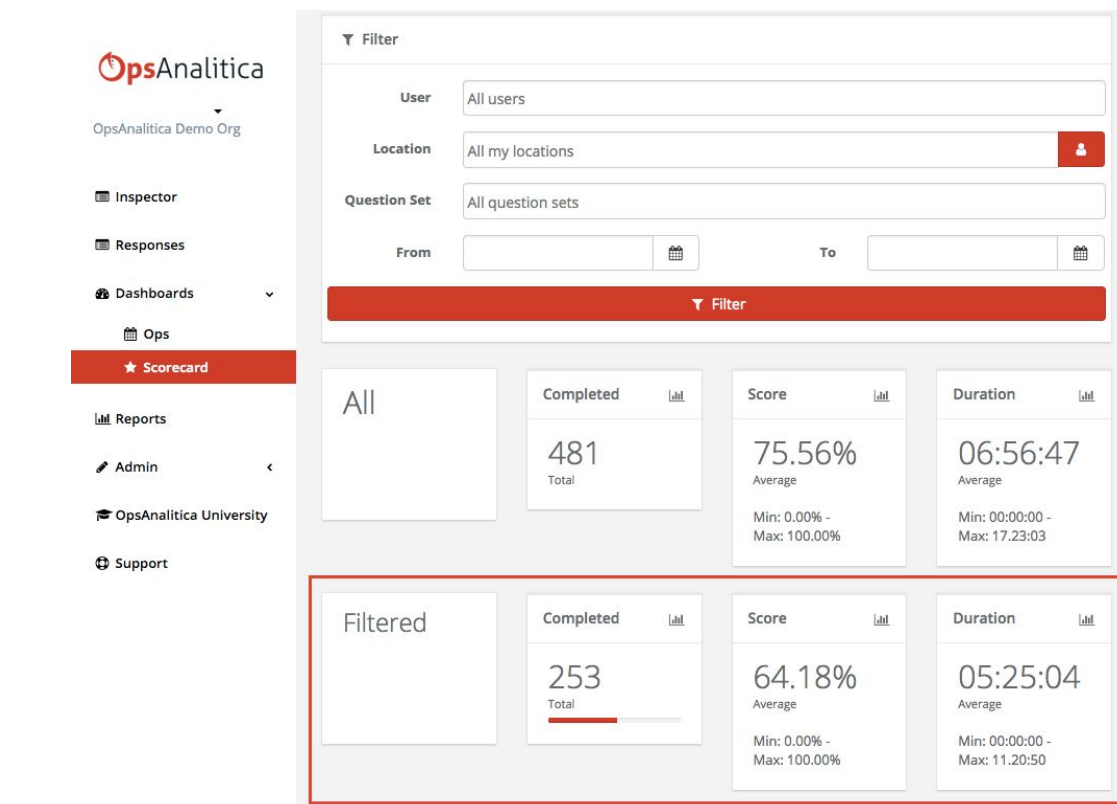 OpsAnalitica
OpsAnalitica Demo Org
Inspector
Responses
Dashboards
Ops
Scorecard
Reports
Admin
OpsAnalitica University
Support
Filter
User All users
Location All my locations
Question Set All question sets
From To
Filter
All
Completed
481
Total
Score
75.56%
Average
Min: 0.00% -
Max: 100.00%
Duration
06:56:47
Average
Min: 00:00:00 -
Max: 17.23:03
Filtered
Completed
253
Total
Score
64.18%
Average
Min: 0.00% -
Max: 100.00%
Duration
05:25:04
Average
Min: 00:00:00 -
Max: 11.20:50